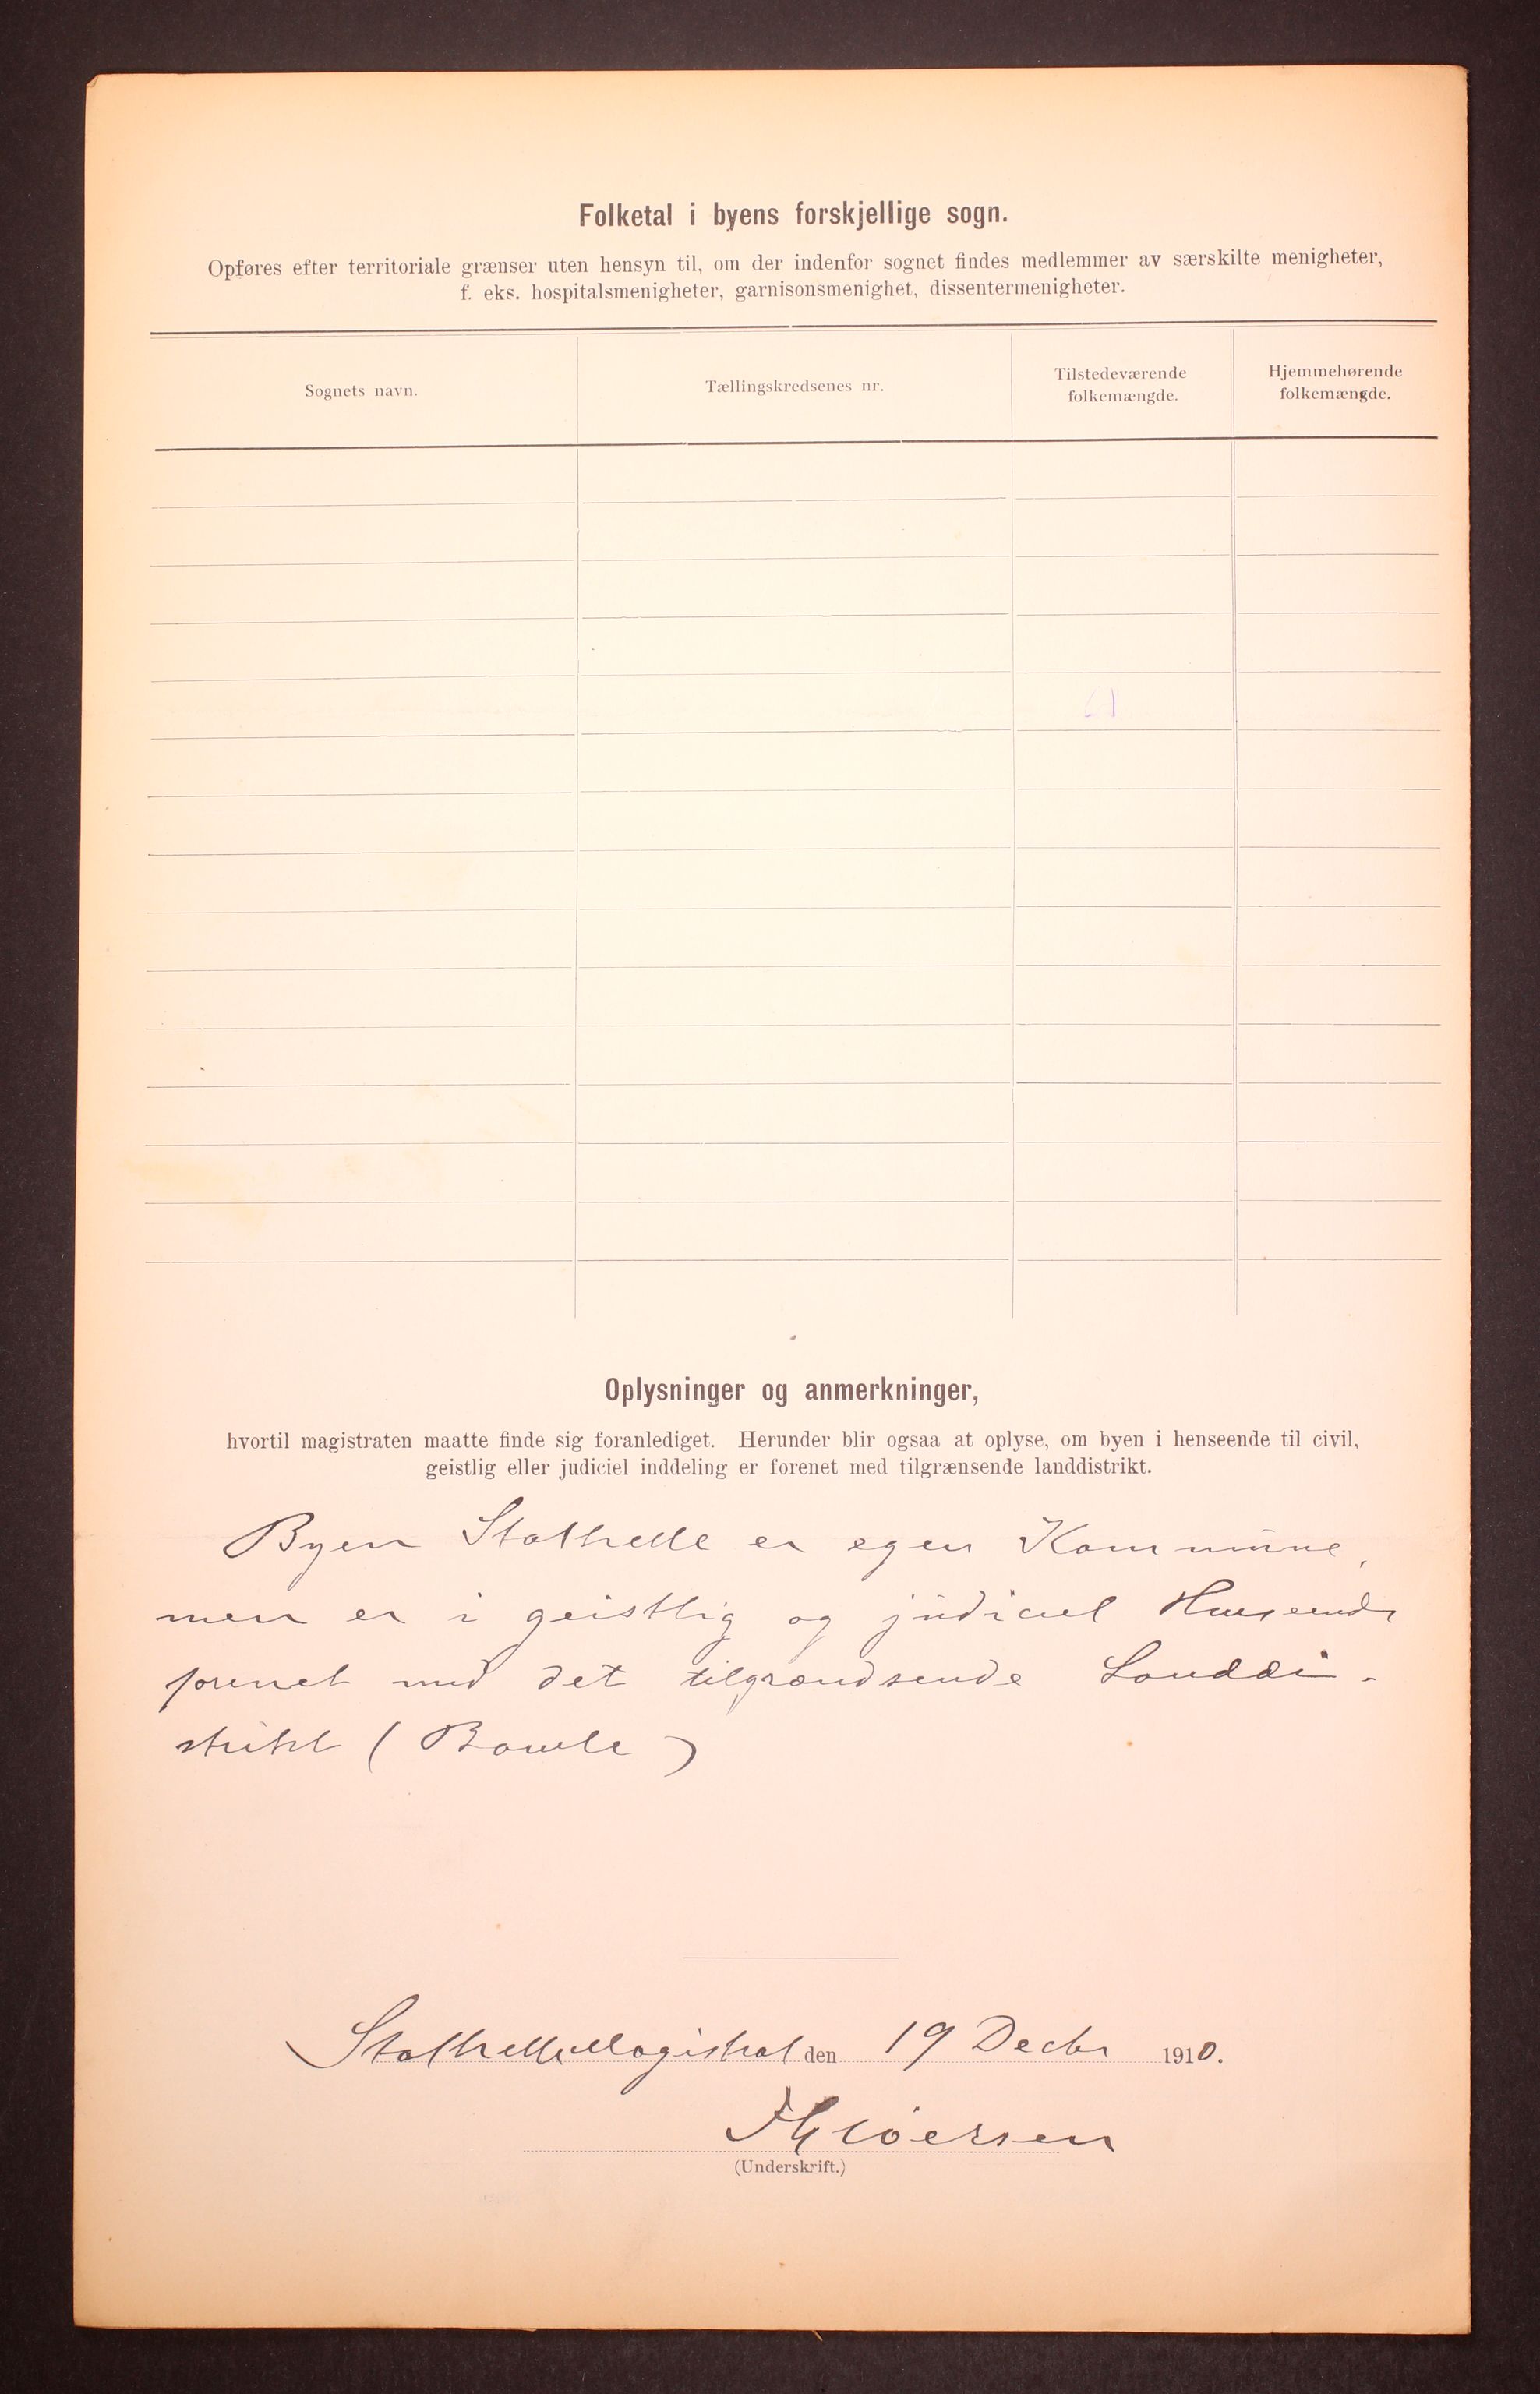 Folketal i byens forskjellige sogn.
Opføres efter territoriale grænser uten hensyn til, om der indenfor sognet findes medlemmer av særskilte menigheter,
f. eks. hospitalsmenigheter, garnisonsmenighet, dissentermenigheter.
Sognets navn.
Tællingskredsenes nr.
Tilstedeværende
folkemængde.
Hjemmehørende
folkemængde.
Oplysninger og anmerkninger,
hvortil magistraten maatte finde sig foranlediget. Herunder blir ogsaa at oplyse, om byen i henseende til civil,
geistlig eller judiciel inddeling er forenet med tilgrænsende landdistrikt.
Byen Stathelle er egen Kommune,
men er i geistlig og judiciel Henseende
forenet med det tilgrændsende Landdi-
strikt (Bamle)
Stathelle Magistrat den 19 Decbr 1910.
(Underskrift.)